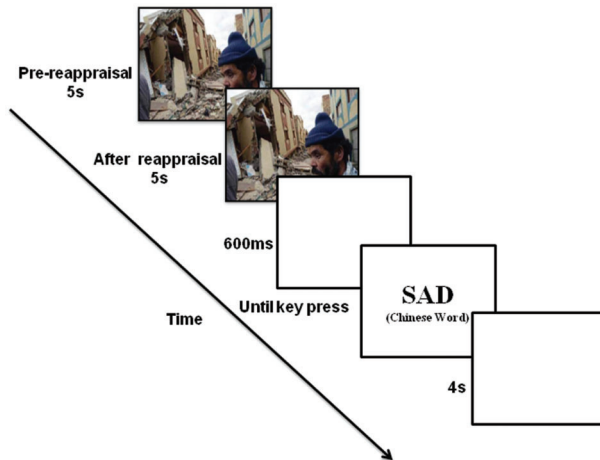 Pre-reappraisal
5s
After reappraisal
5s
600ms
Until key press
SAD
(Chinese Word)
Time
4s